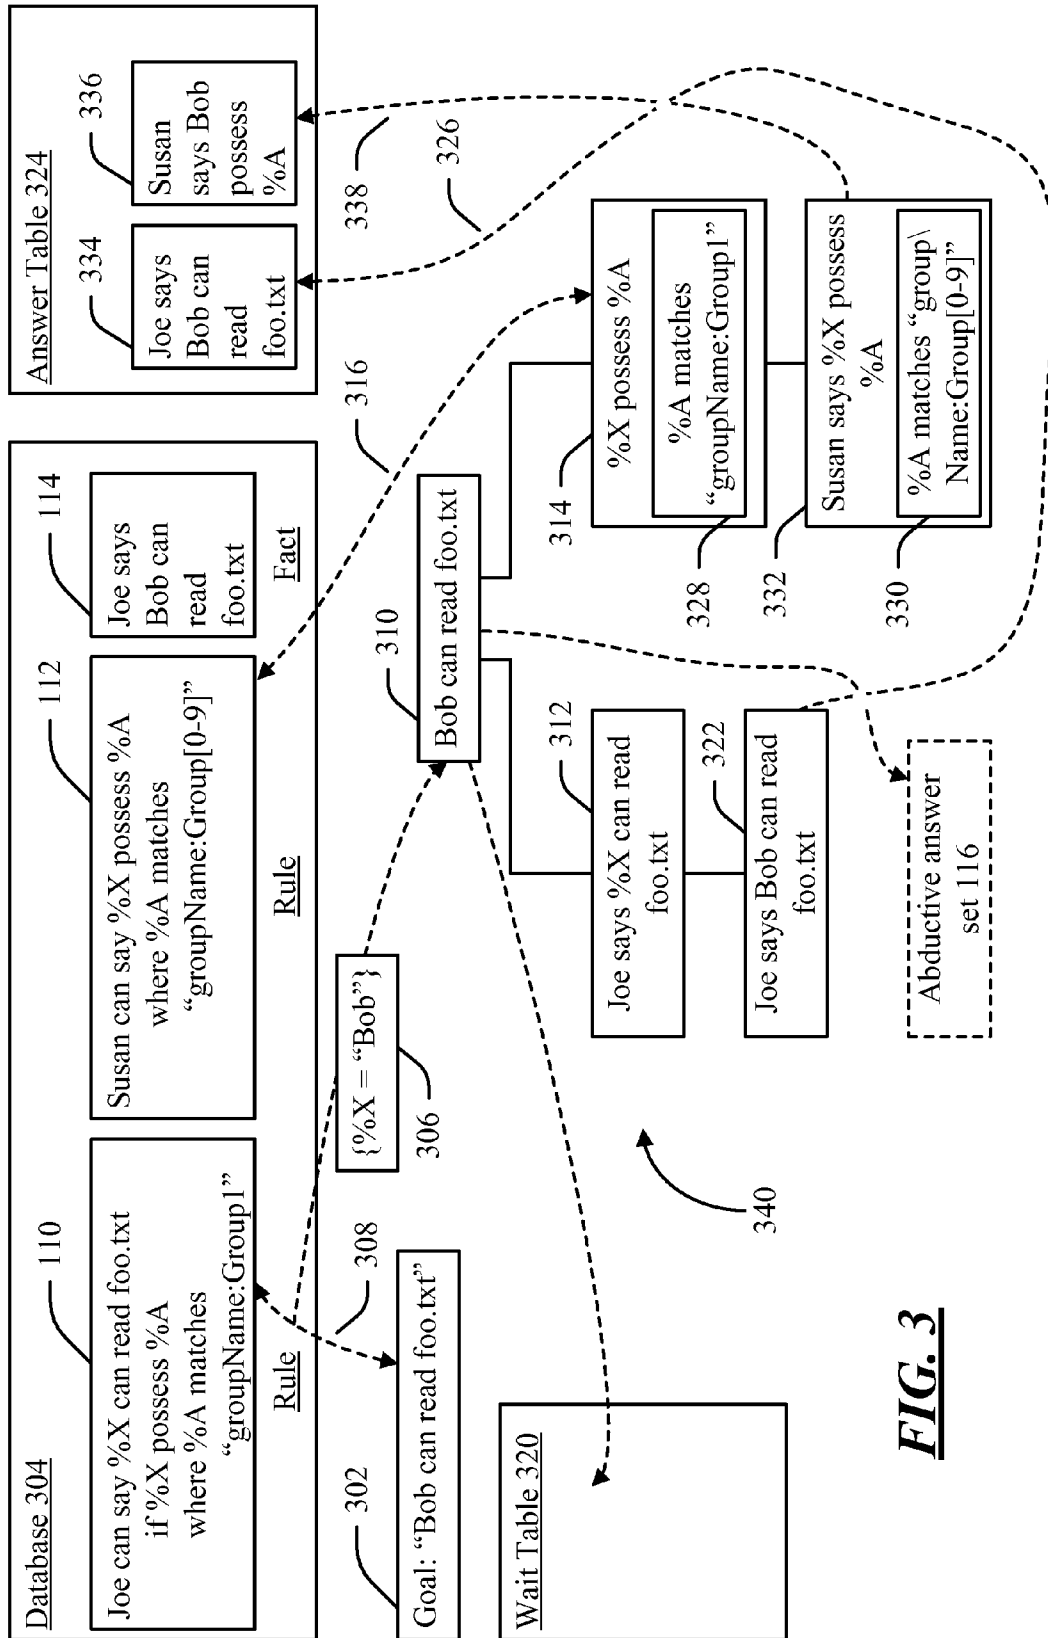 Database 304
110
Joe can say %X can read foo.txt
if %X possess %A
where %A matches
“groupName:Group1”
Rule
112
Susan can say %X possess %A
where %A matches
“groupName:Group[0-9]”
Rule
114
Joe says
Bob can
read
foo.txt
Fact
Answer Table 324
334
Joe says
Bob can
read
foo.txt
336
Susan
says Bob
possess
%A
302
Goal: “Bob can read foo.txt”
308
{%X = “Bob”}
306
310
Bob can read foo.txt
316
338
326
Wait Table 320
340
312
Joe says %X can read
foo.txt
322
Joe says Bob can read
foo.txt
Abductive answer
set 116
314
%X possess %A
%A matches
“groupName:Group1”
328
332
Susan says %X possess
%A
%A matches “group\
Name:Group[0-9]”
330
FIG. 3